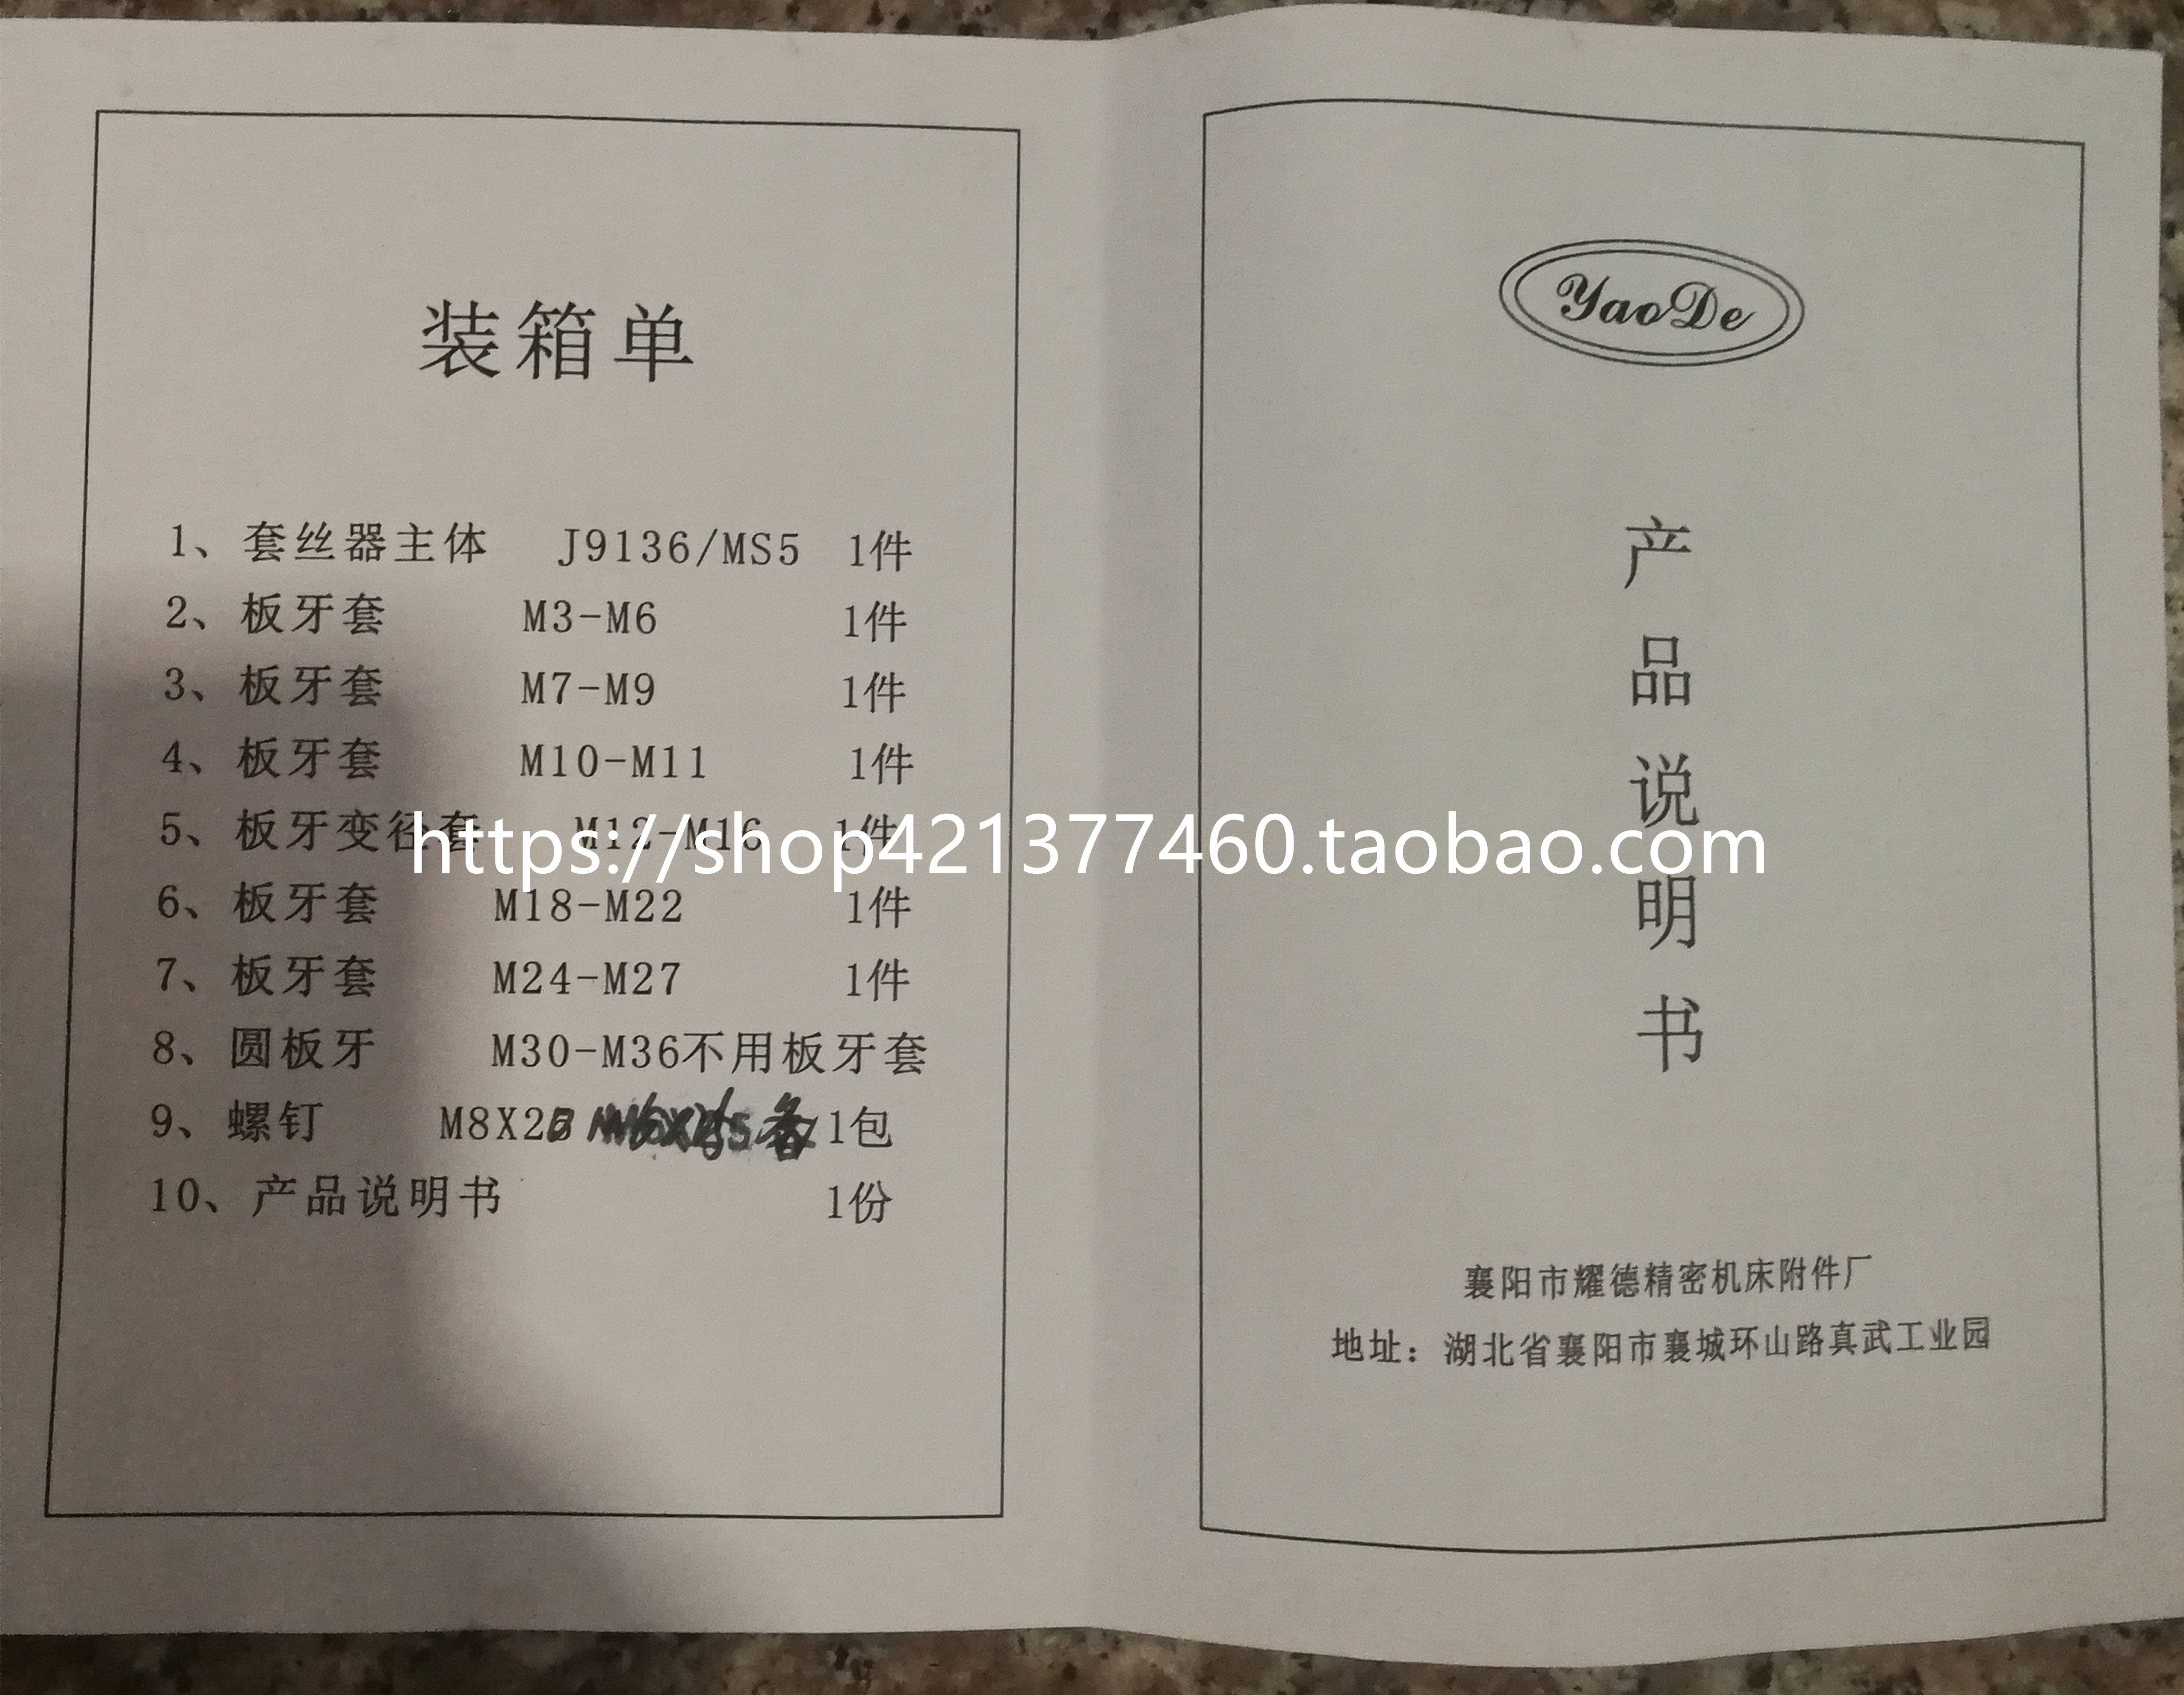 装箱单
1、套丝器主体 J9136/MS5 1件
2、板牙套 M3-M6 1件
3、板牙套 M7-M9 1件
4、板牙套 M10-M11 1件
5、板牙变径套 M12-M16 1件
6、板牙套 M18-M22 1件
7、板牙套 M24-M27 1件
8、圆板牙 M30-M36不用板牙套
9、螺钉 1包
10、产品说明书 1份
https://shop421377460.taobao.com
YaoDe
产
品
说
明
书
襄阳市耀德精密机床附件厂
地址：湖北省襄阳市襄城环山路真武工业园